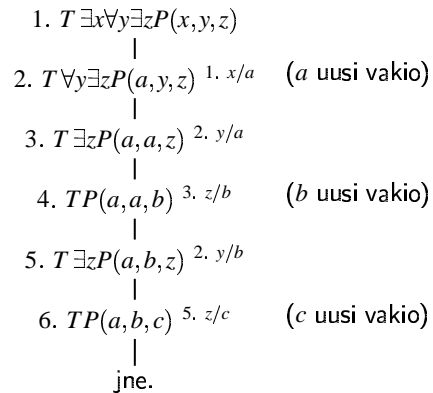 1. T ∃x∀y∃zP(x,y,z)
2. T ∀y∃zP(a,y,z) 1. x/a (a uusi vakio)
3. T ∃zP(a,a,z) 2. y/a
4. TP(a,a,b) 3. z/b (b uusi vakio)
5. T ∃zP(a,b,z) 2. y/b
6. TP(a,b,c) 5. z/c (c uusi vakio)
jne.